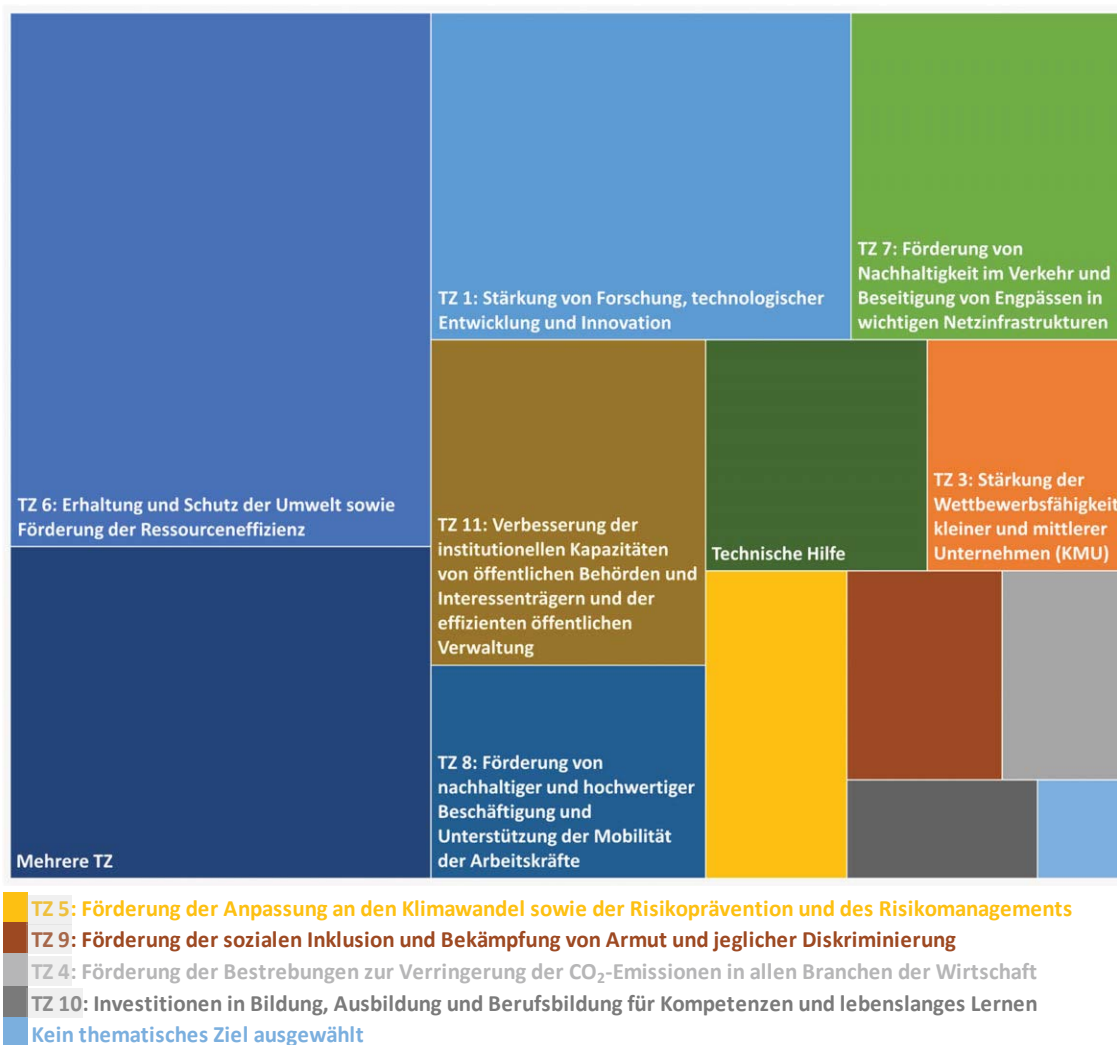 TZ 6: Erhaltung und Schutz der Umwelt sowie
Förderung der Ressourceneffizienz
Mehrere TZ
TZ 1: Stärkung von Forschung, technologischer
Entwicklung und Innovation
TZ 7: Förderung von
Nachhaltigkeit im Verkehr und
Beseitigung von Engpässen in
wichtigen Netzinfrastrukturen
TZ 11: Verbesserung der
institutionellen Kapazitäten
von öffentlichen Behörden und
Interessenträgern und der
effizienten öffentlichen
Verwaltung
Technische Hilfe
TZ 3: Stärkung der
Wettbewerbsfähigkeit
kleiner und mittlerer
Unternehmen (KMU)
TZ 8: Förderung von
nachhaltiger und hochwertiger
Beschäftigung und
Unterstützung der Mobilität
der Arbeitskräfte
TZ 5: Förderung der Anpassung an den Klimawandel sowie der Risikoprävention und des Risikomanagements
TZ 9: Förderung der sozialen Inklusion und Bekämpfung von Armut und jeglicher Diskriminierung
TZ 4: Förderung der Bestrebungen zur Verringerung der CO₂-Emissionen in allen Branchen der Wirtschaft
TZ 10: Investitionen in Bildung, Ausbildung und Berufsbildung für Kompetenzen und lebenslanges Lernen
Kein thematisches Ziel ausgewählt